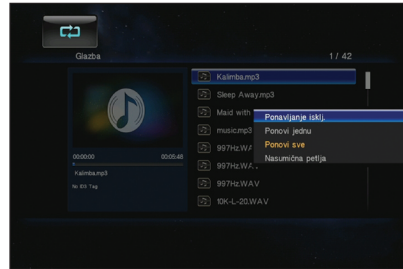 Glazba
1 / 42
Kalimba.mp3
Sleep Away.mp3
Maid with
Ponavljanje isklj.
music.mp3
Ponovi jednu
997Hz.WAV
Ponovi sve
00:00:00
00:05:48
997Hz.WAV
Nasumična petlja
Kalimba.mp3
997Hz.WAV
No ID3 Tag
10K-L-20.WAV